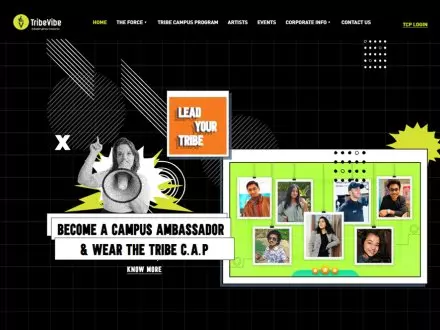 TribeVibe
HOME
THE FORCE
TRIBE CAMPUS PROGRAM
ARTISTS
EVENTS
CORPORATE INFO
CONTACT US
TCP LOGIN
LEAD
YOUR
TRIBE
X
BECOME A CAMPUS AMBASSADOR
& WEAR THE TRIBE C.A.P
KNOW MORE